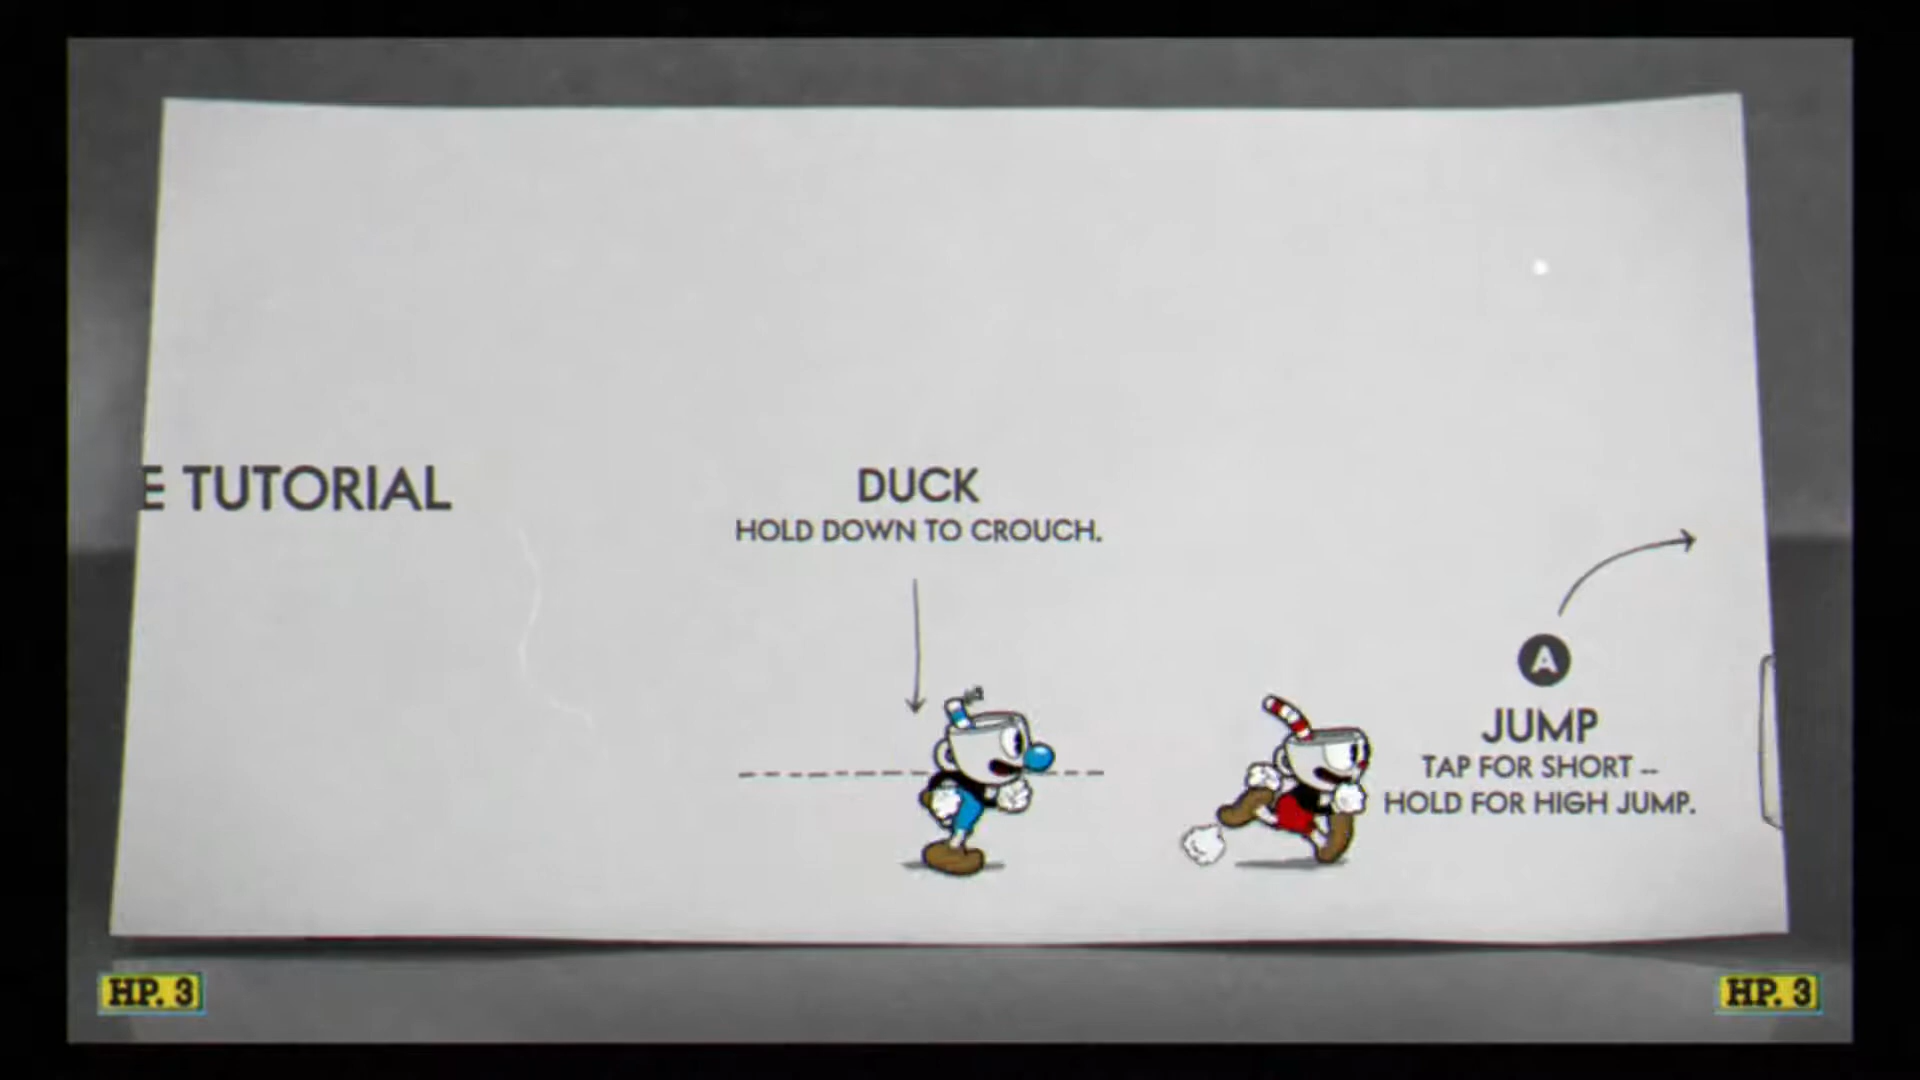 E TUTORIAL
DUCK
HOLD DOWN TO CROUCH.
A
JUMP
TAP FOR SHORT --
HOLD FOR HIGH JUMP.
HP. 3
HP. 3